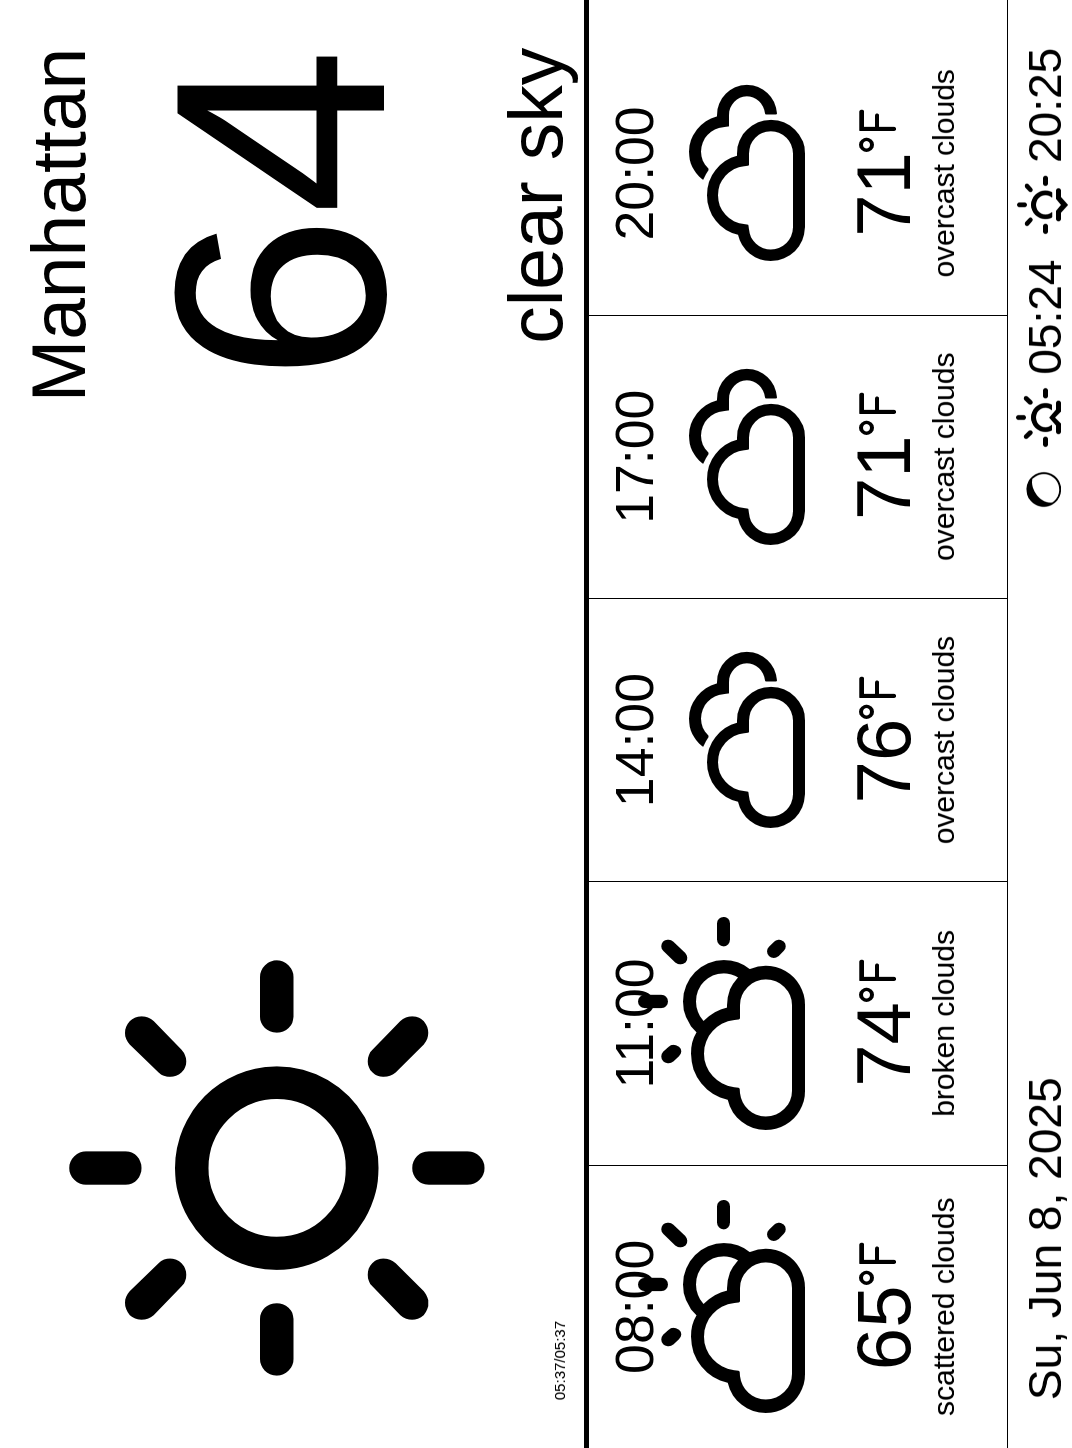 Manhattan
64
clear sky
05:37/05:37
08:00 11:00 14:00 17:00 20:00
65°F 74°F 76°F 71°F 71°F
scattered clouds broken clouds overcast clouds overcast clouds overcast clouds
Su, Jun 8, 2025 05:24 20:25